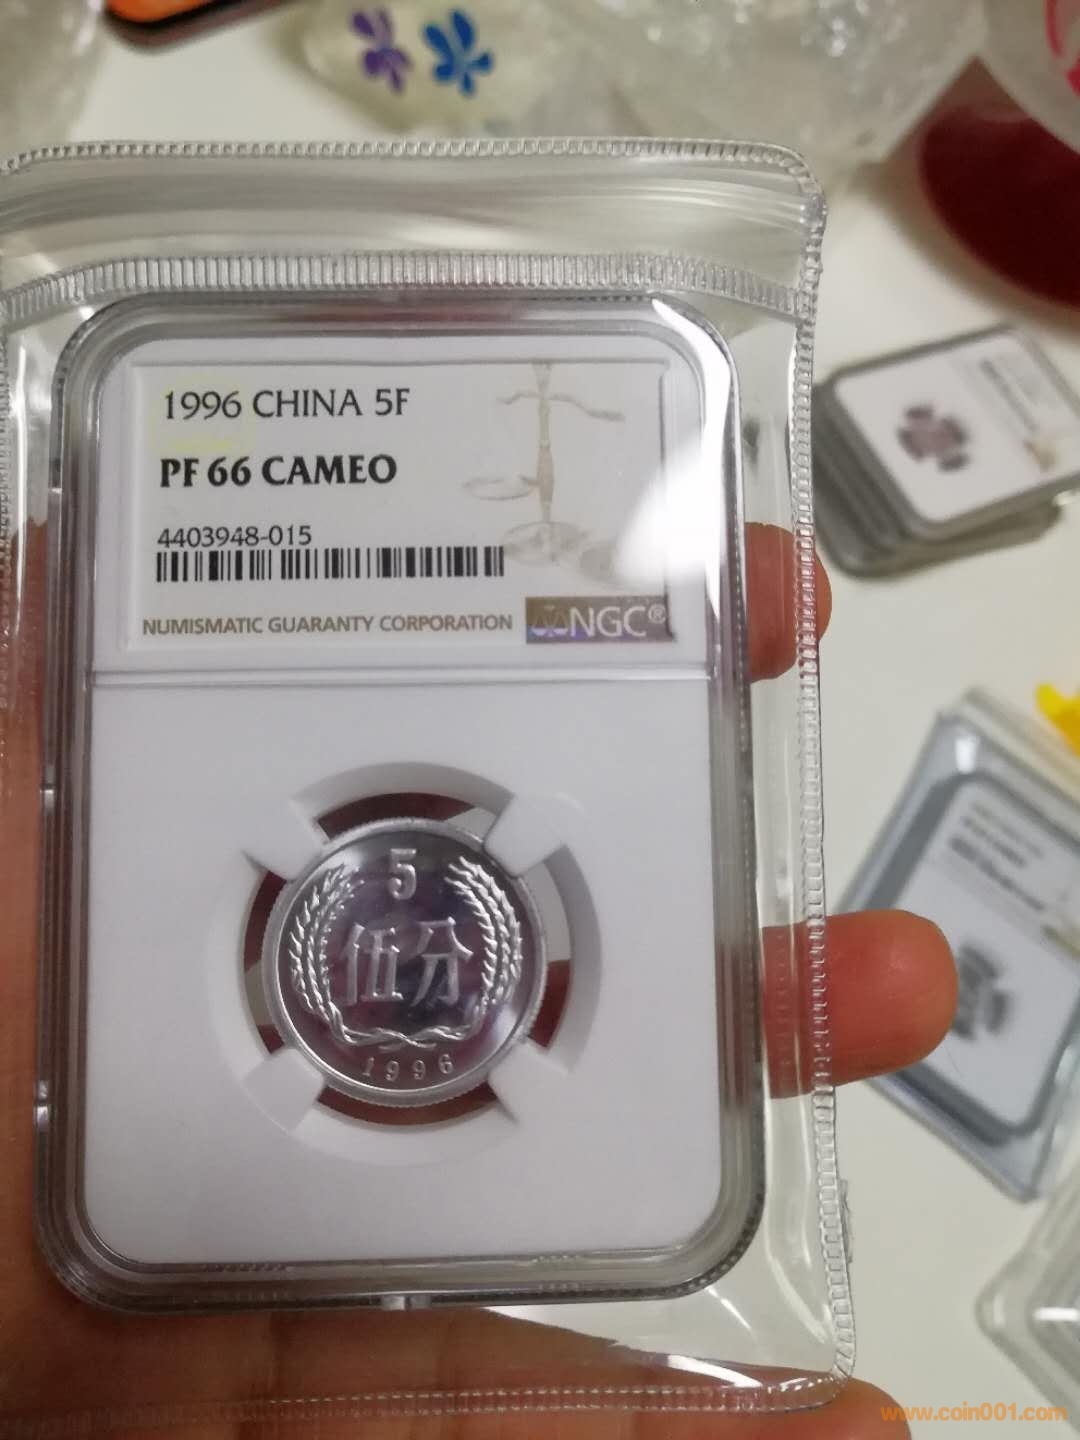 1996 CHINA 5F
PF 66 CAMEO
4403948-015
NUMISMATIC GUARANTY CORPORATION
NGC®
5
伍分
1996
www.coin001.com